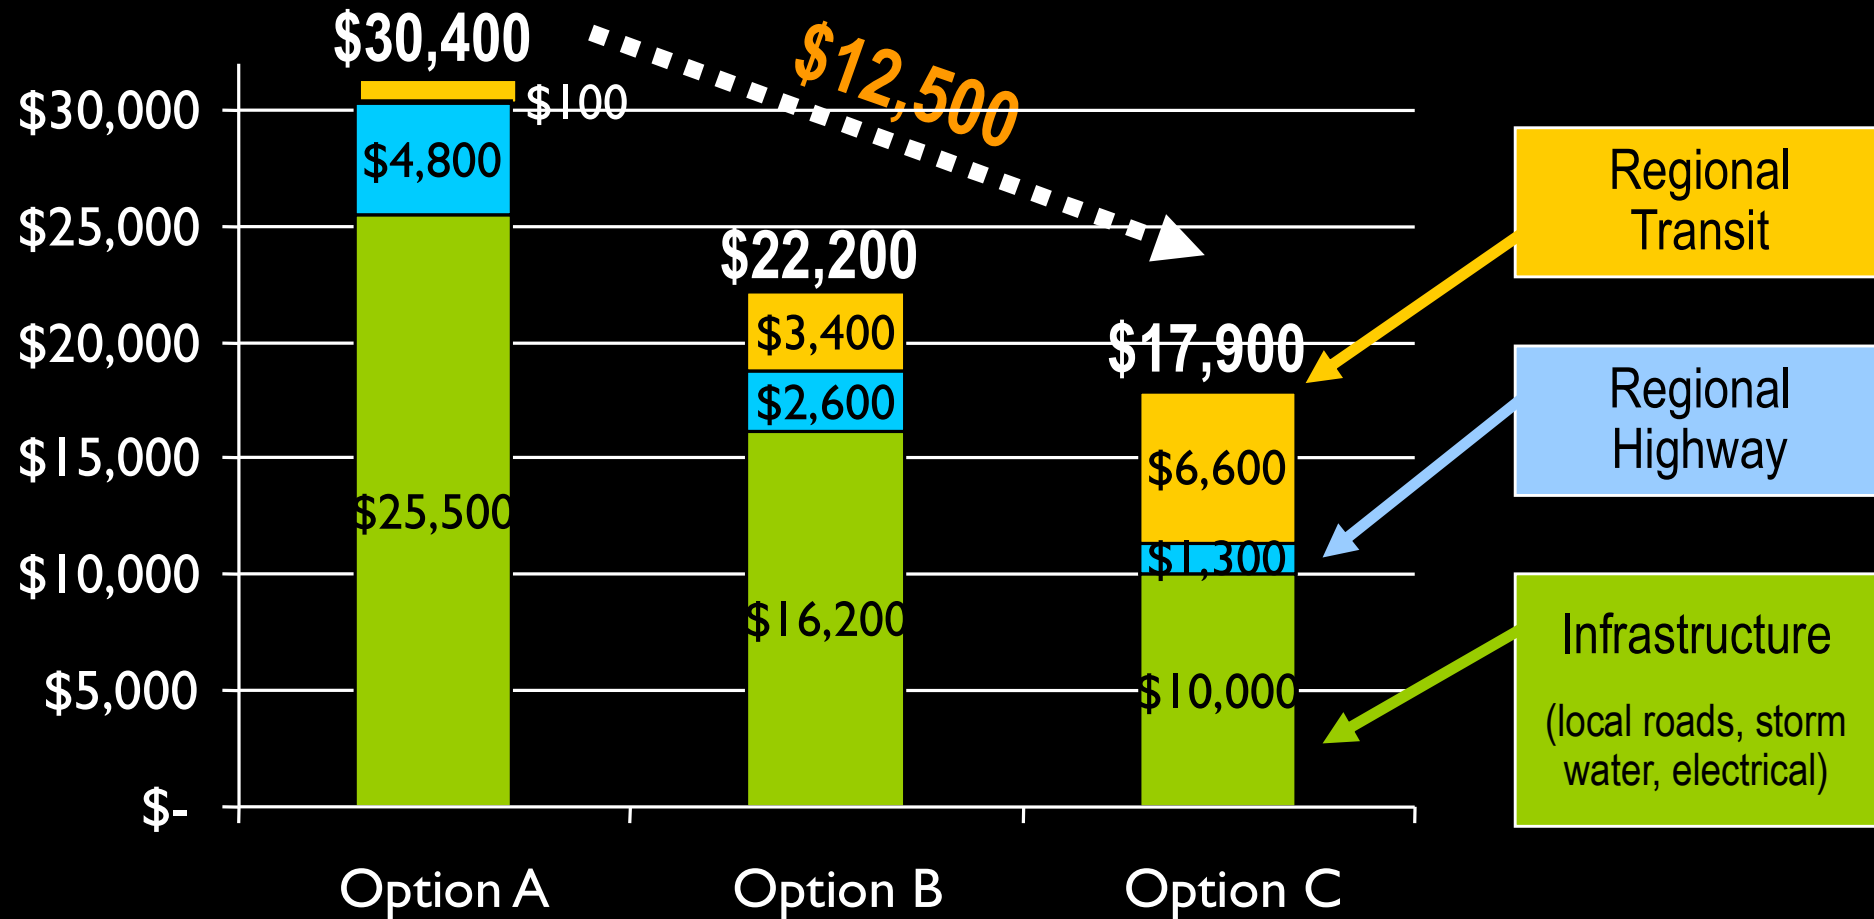 $30,400
$12,500
$30,000
$100
$4,800
$25,000
$22,200
$20,000
$3,400
$17,900
$2,600
$15,000
$6,600
$25,500
$10,000
$1,300
$16,200
$5,000
$10,000
$-
Option A
Option B
Option C
Regional
Transit
Regional
Highway
Infrastructure
(local roads, storm
water, electrical)